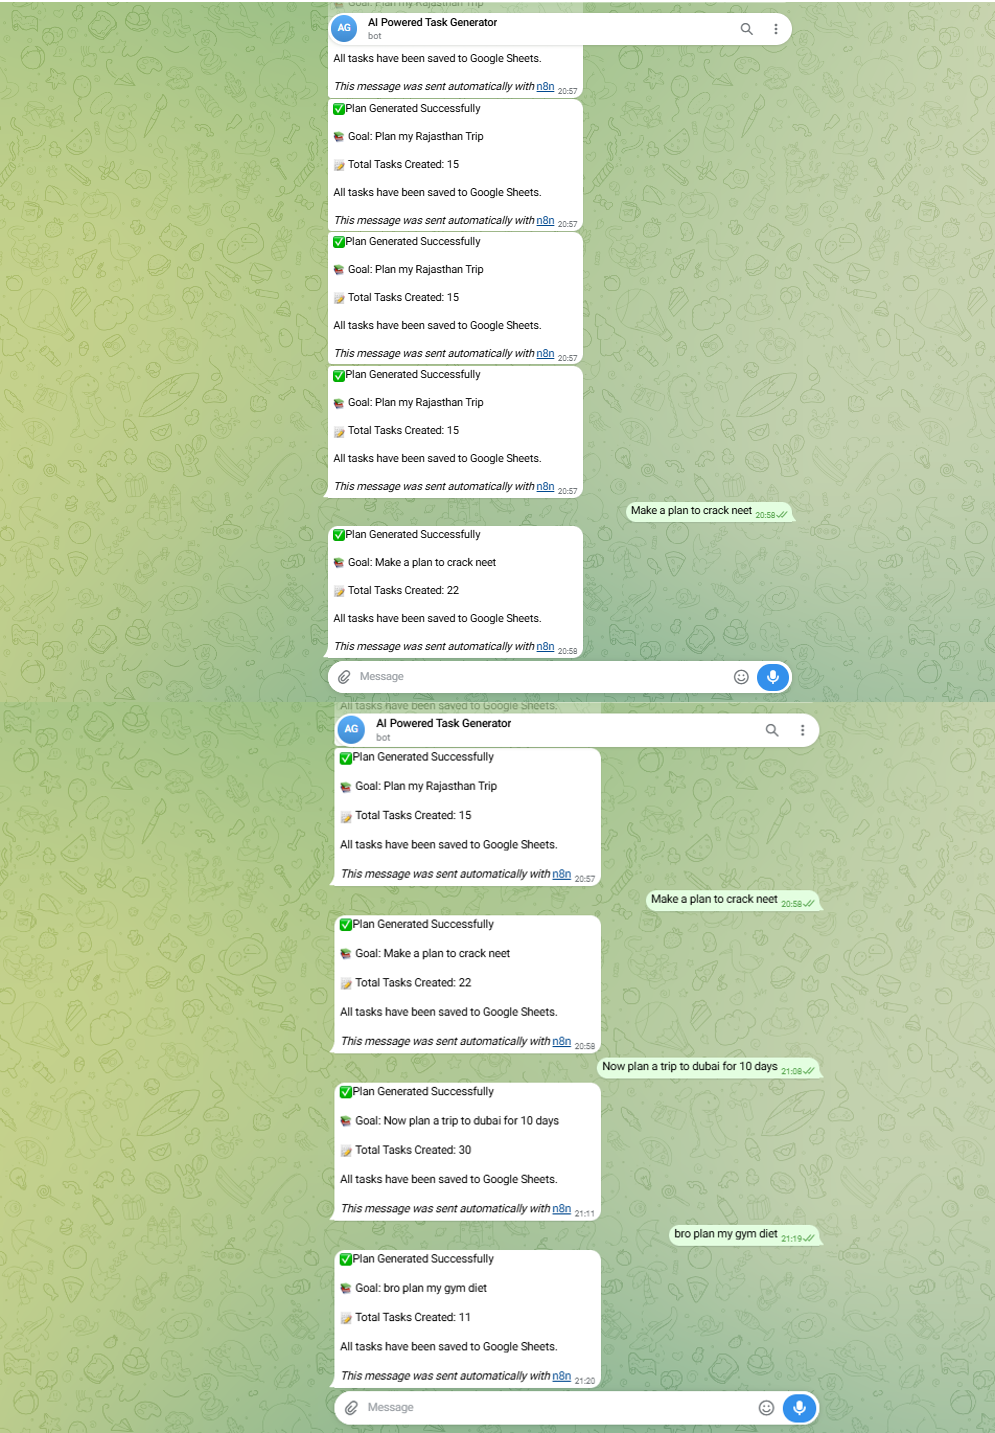 Goal: Plan my Rajasthan Trip
AI Powered Task Generator
AG
bot
All tasks have been saved to Google Sheets.
This message was sent automatically with n8n 20:57
✅Plan Generated Successfully
📚 Goal: Plan my Rajasthan Trip
📝 Total Tasks Created: 15
All tasks have been saved to Google Sheets.
This message was sent automatically with n8n 20:57
✅Plan Generated Successfully
📚 Goal: Plan my Rajasthan Trip
📝 Total Tasks Created: 15
All tasks have been saved to Google Sheets.
This message was sent automatically with n8n 20:57
✅Plan Generated Successfully
📚 Goal: Plan my Rajasthan Trip
📝 Total Tasks Created: 15
All tasks have been saved to Google Sheets.
This message was sent automatically with n8n 20:57
Make a plan to crack neet 20:58
✅Plan Generated Successfully
📚 Goal: Make a plan to crack neet
📝 Total Tasks Created: 22
All tasks have been saved to Google Sheets.
This message was sent automatically with n8n 20:58
Message
All tasks have been saved to Google Sheets.
AI Powered Task Generator
AG
bot
✅Plan Generated Successfully
📚 Goal: Plan my Rajasthan Trip
📝 Total Tasks Created: 15
All tasks have been saved to Google Sheets.
This message was sent automatically with n8n 20:57
Make a plan to crack neet 20:58
✅Plan Generated Successfully
📚 Goal: Make a plan to crack neet
📝 Total Tasks Created: 22
All tasks have been saved to Google Sheets.
This message was sent automatically with n8n 20:58
Now plan a trip to dubai for 10 days 21:08
✅Plan Generated Successfully
📚 Goal: Now plan a trip to dubai for 10 days
📝 Total Tasks Created: 30
All tasks have been saved to Google Sheets.
This message was sent automatically with n8n 21:11
bro plan my gym diet 21:19
✅Plan Generated Successfully
📚 Goal: bro plan my gym diet
📝 Total Tasks Created: 11
All tasks have been saved to Google Sheets.
This message was sent automatically with n8n 21:20
Message